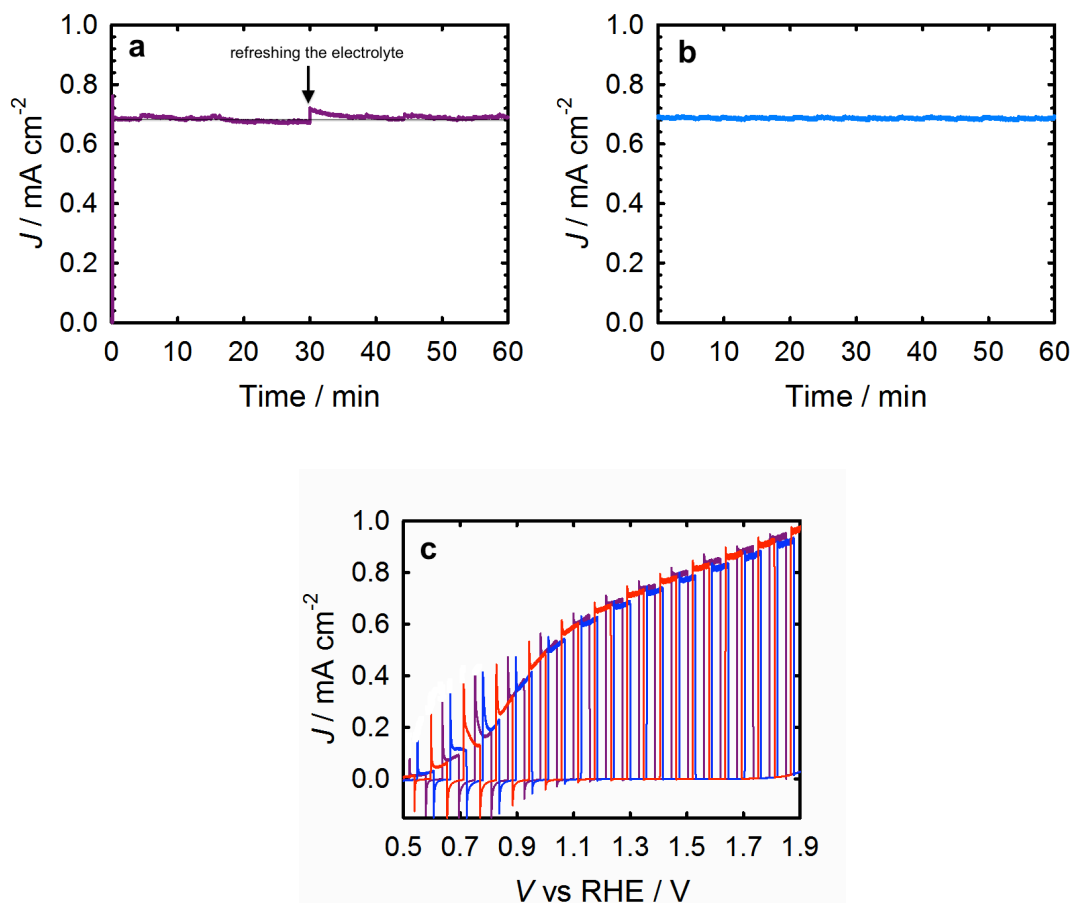 a
refreshing the electrolyte
1.0
0.8
0.6
0.4
0.2
0.0
J / mA cm-2
0 10 20 30 40 50 60
Time / min
b
1.0
0.8
0.6
0.4
0.2
0.0
J / mA cm-2
0 10 20 30 40 50 60
Time / min
c
1.0
0.8
0.6
0.4
0.2
0.0
J / mA cm-2
0.5 0.7 0.9 1.1 1.3 1.5 1.7 1.9
V vs RHE / V